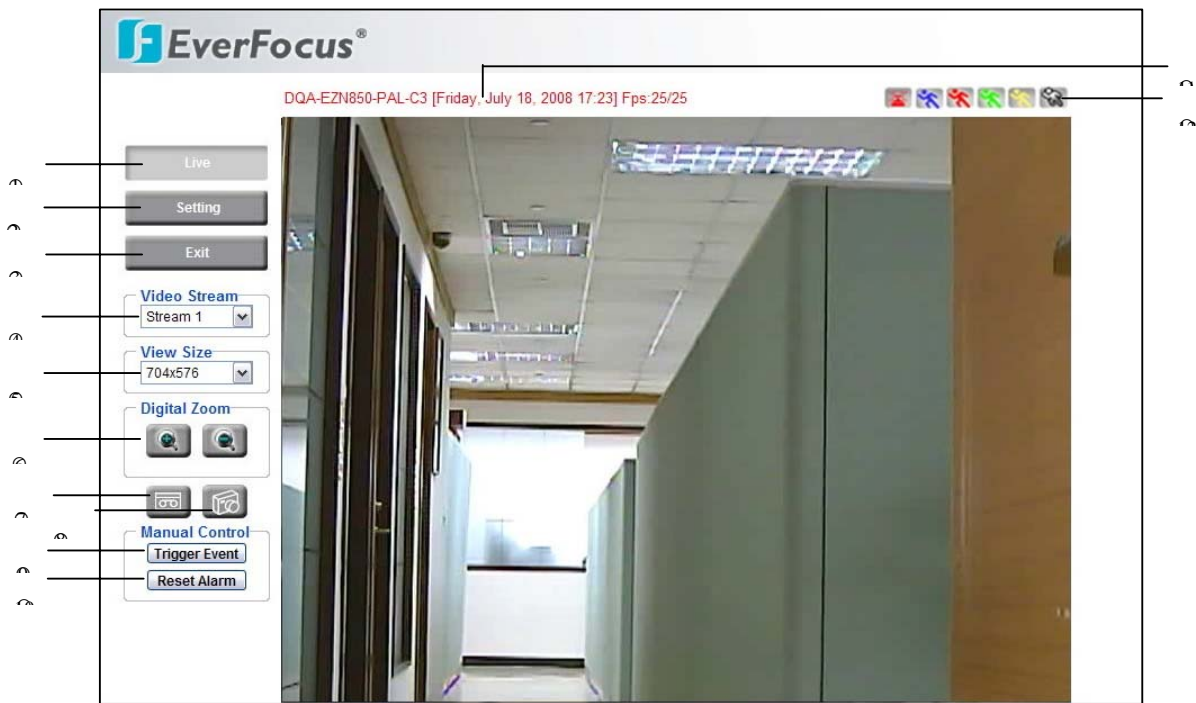 EverFocus®
DQA-EZN850-PAL-C3 [Friday, July 18, 2008 17:23] Fps:25/25
Live
Setting
Exit
Video Stream
Stream 1
View Size
704x576
Digital Zoom
Manual Control
Trigger Event
Reset Alarm